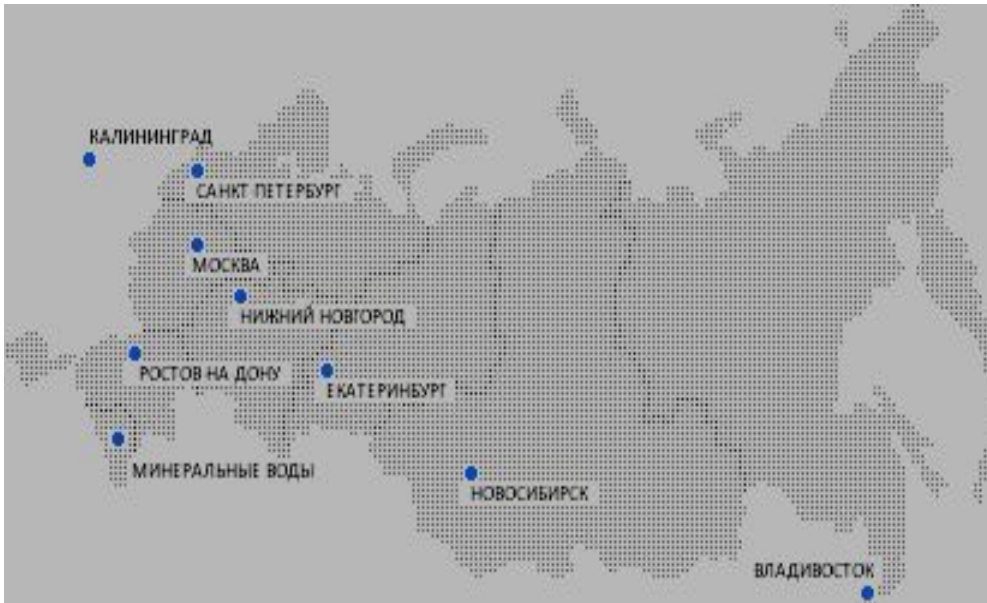 КАЛИНИНГРАД
САНКТ ПЕТЕРБУРГ
МОСКВА
НИЖНИЙ НОВГОРОД
РОСТОВ НА ДОНУ
ЕКАТЕРИНБУРГ
МИНЕРАЛЬНЫЕ ВОДЫ
НОВОСИБИРСК
ВЛАДИВОСТОК